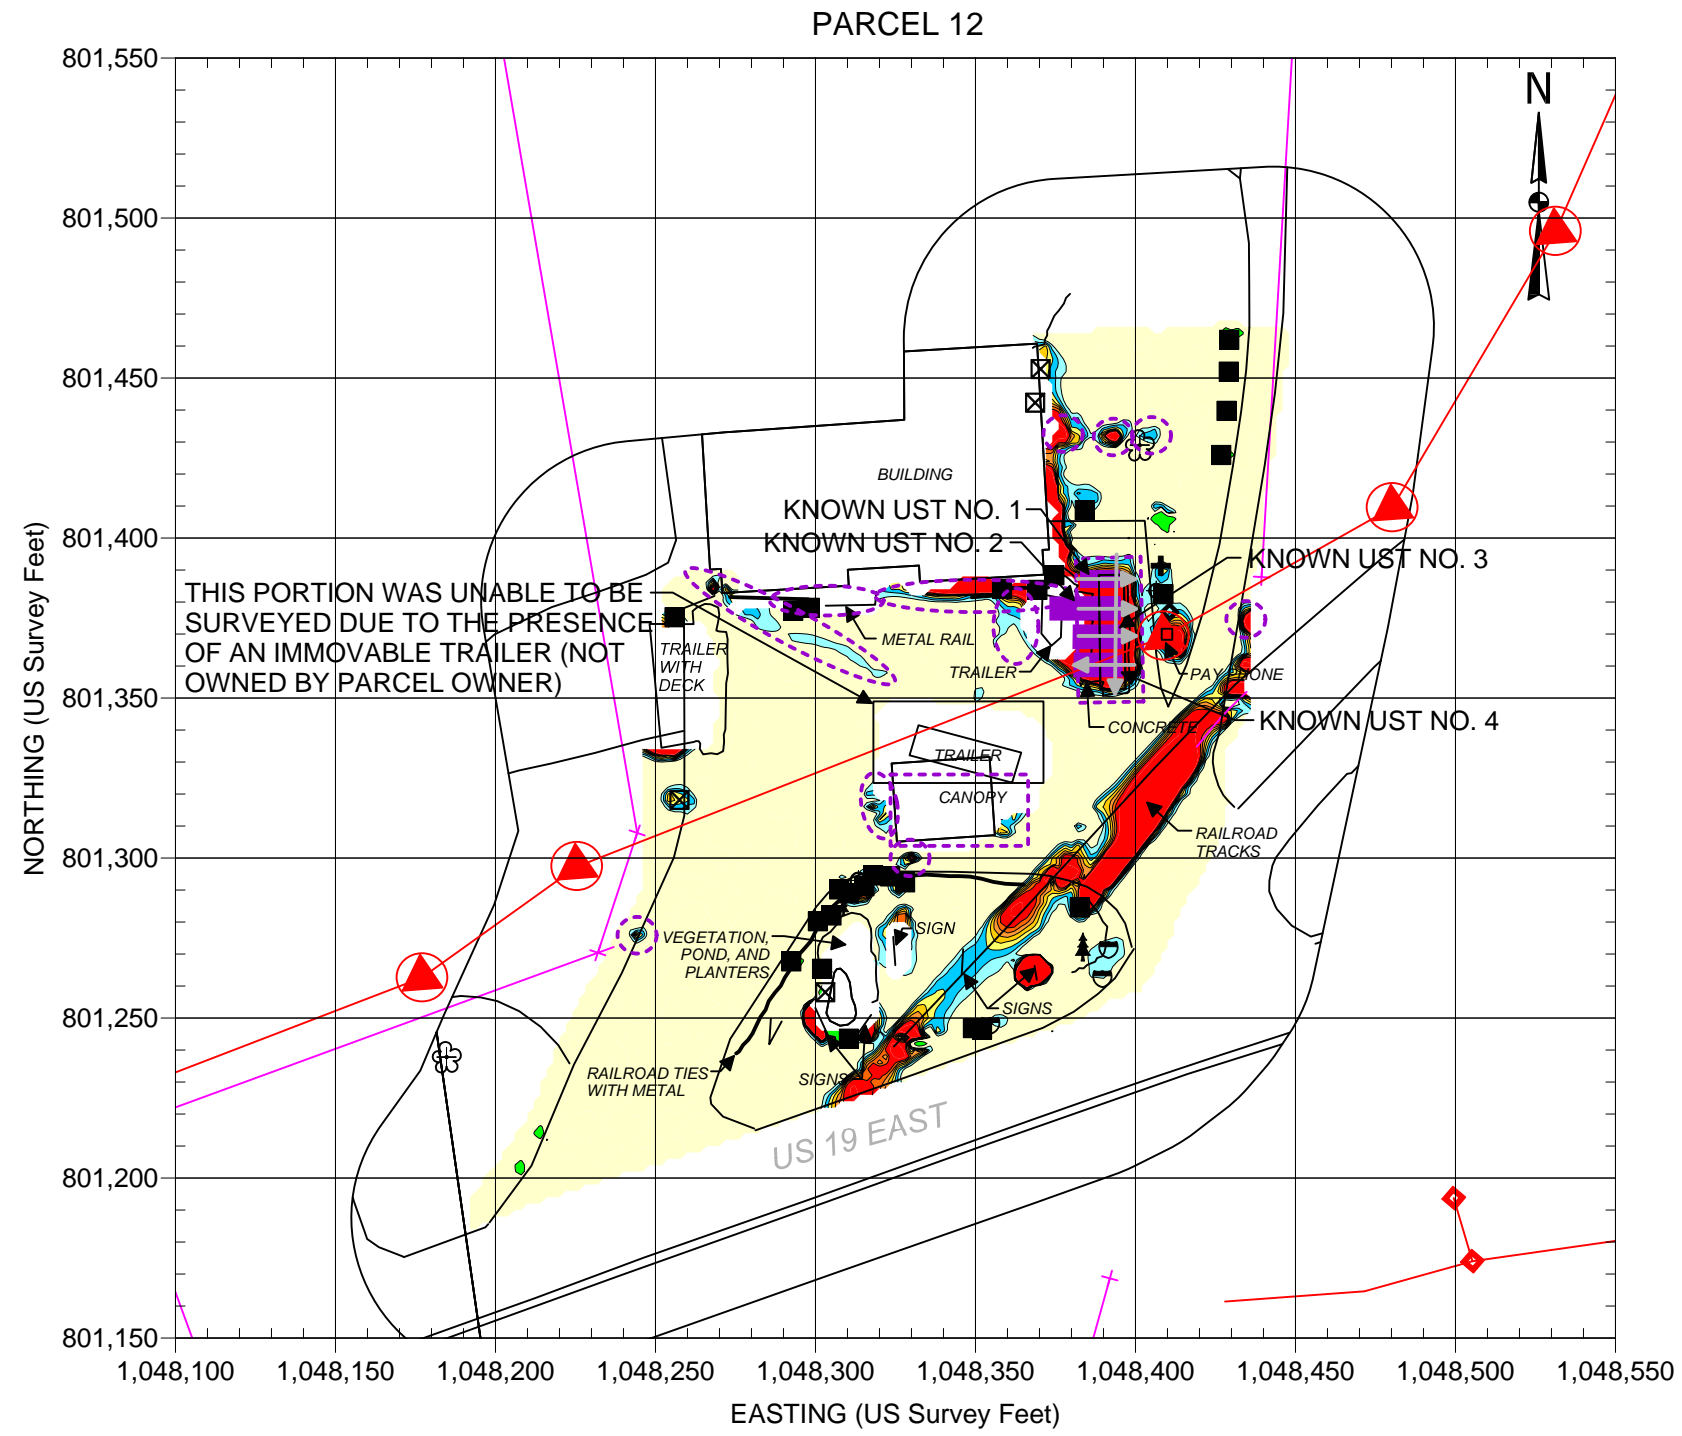 PARCEL 12
801,550
N
801,500
801,450
BUILDING
KNOWN UST NO. 1
801,400
KNOWN UST NO. 2
KNOWN UST NO. 3
THIS PORTION WAS UNABLE TO BE
SURVEYED DUE TO THE PRESENCE
OF AN IMMOVABLE TRAILER (NOT
OWNED BY PARCEL OWNER)
METAL RAIL
TRAILER
WITH
DECK
TRAILER
PAY PHONE
801,350
KNOWN UST NO. 4
CONCRETE
TRAILER
CANOPY
RAILROAD
TRACKS
801,300
SIGN
VEGETATION,
POND, AND
PLANTERS
D
SIGNS
801,250
RAILROAD TIES
WITH METAL
SIGNS
US 19 EAST
801,200
801,150
1,048,100
1,048,150
1,048,200
1,048,250
1,048,300
1,048,350
1,048,400
1,048,450
1,048,500
1,048,550
EASTING (US Survey Feet)
NORTHING (US Survey Feet)